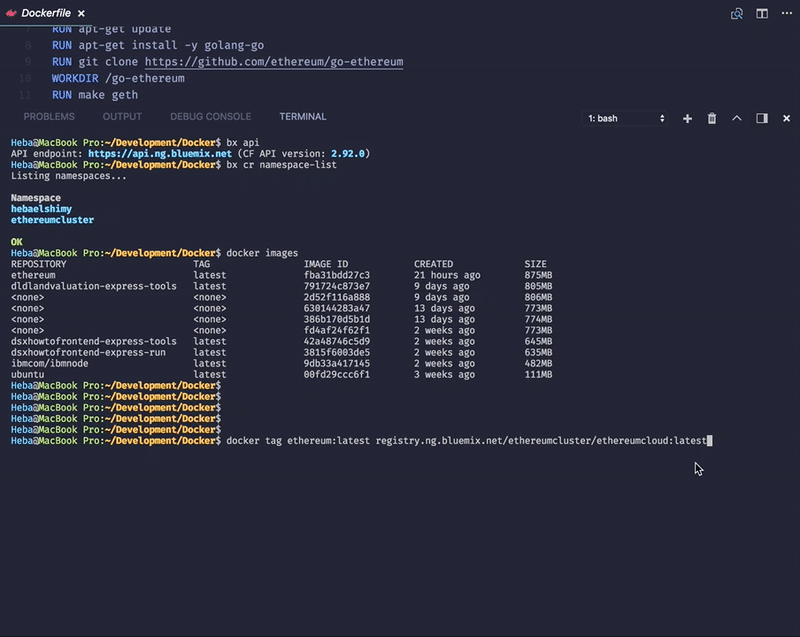 Dockerfile
7 RUN apt-get update
8 RUN apt-get install -y golang-go
9 RUN git clone https://github.com/ethereum/go-ethereum
10 WORKDIR /go-ethereum
11 RUN make geth
PROBLEMS OUTPUT DEBUG CONSOLE TERMINAL 1: bash
Heba@MacBook Pro:~/Development/Docker$ bx api
API endpoint: https://api.ng.bluemix.net (CF API version: 2.92.0)
Heba@MacBook Pro:~/Development/Docker$ bx cr namespace-list
Listing namespaces...
Namespace
hebaelshimy
ethereumcluster
OK
Heba@MacBook Pro:~/Development/Docker$ docker images
REPOSITORY TAG IMAGE ID CREATED SIZE
ethereum latest fba31bdd27c3 21 hours ago 875MB
dldlandvaluation-express-tools latest 791724c873e7 9 days ago 805MB
<none> <none> 2d52f116a888 9 days ago 806MB
<none> <none> 630144283a47 13 days ago 773MB
<none> <none> 386b170d5b1d 13 days ago 774MB
<none> <none> fd4af24f62f1 2 weeks ago 773MB
dsxhowtofrontend-express-tools latest 42a48746c5d9 2 weeks ago 645MB
dsxhowtofrontend-express-run latest 3815f6003de5 2 weeks ago 635MB
ibmcom/ibmnode latest 9db33a417145 2 weeks ago 482MB
ubuntu latest 00fd29ccc6f1 3 weeks ago 111MB
Heba@MacBook Pro:~/Development/Docker$
Heba@MacBook Pro:~/Development/Docker$
Heba@MacBook Pro:~/Development/Docker$
Heba@MacBook Pro:~/Development/Docker$
Heba@MacBook Pro:~/Development/Docker$
Heba@MacBook Pro:~/Development/Docker$ docker tag ethereum:latest registry.ng.bluemix.net/ethereumcluster/ethereumcloud:latest